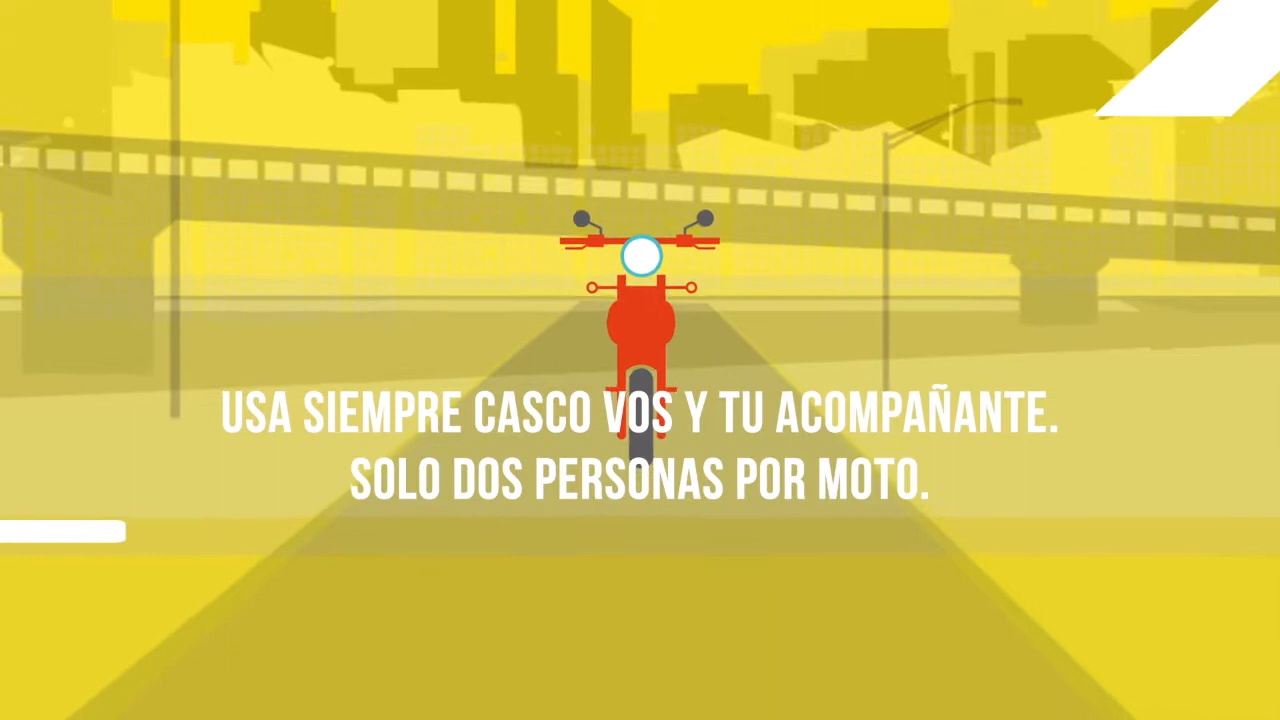 USA SIEMPRE CASCO VOS Y TU ACOMPAÑANTE.
SOLO DOS PERSONAS POR MOTO.